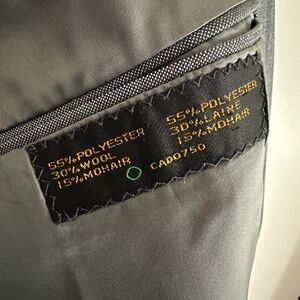 55% POLYESTER
30% WOOL
15% MOHAIR
55% POLYESTER
30% LAINE
15% MOHAIR
CA00750